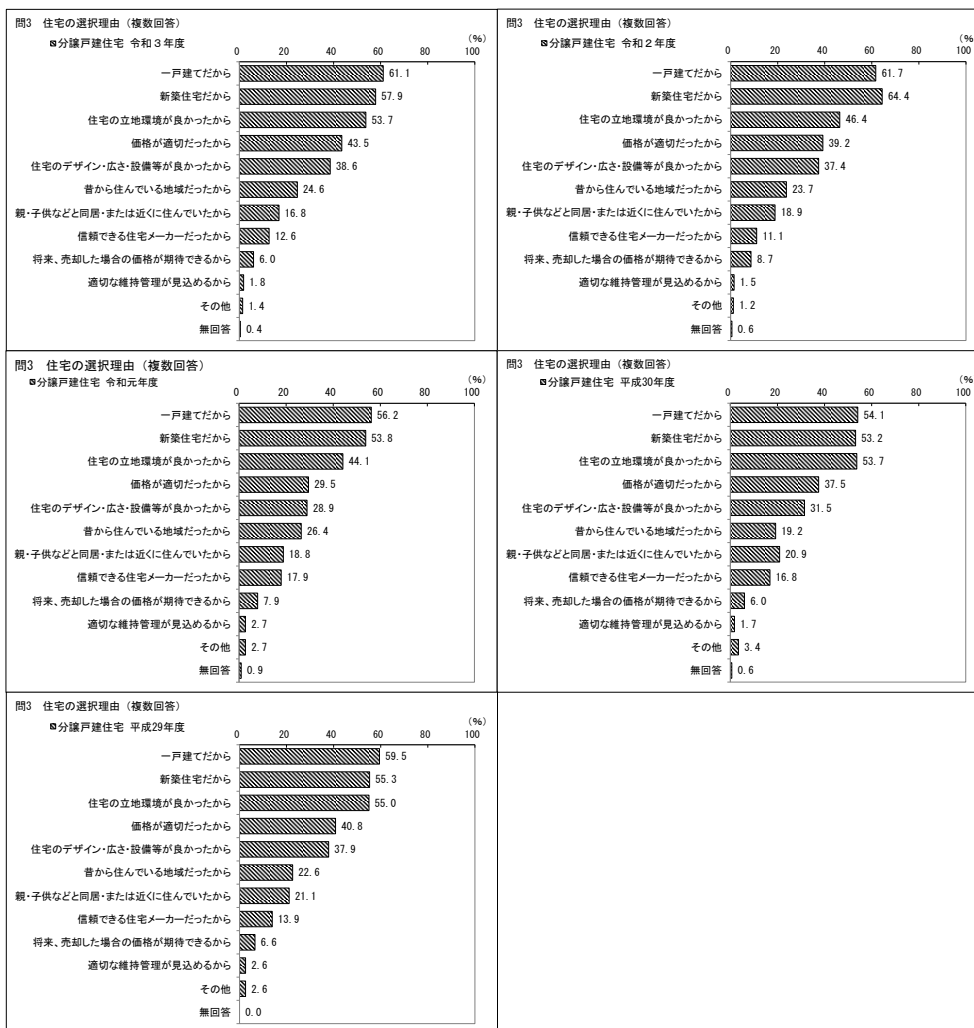 問3 住宅の選択理由（複数回答）
分譲戸建住宅 令和３年度
（％）
0 20 40 60 80 100
一戸建てだから 61.1
新築住宅だから 57.9
住宅の立地環境が良かったから 53.7
価格が適切だったから 43.5
住宅のデザイン・広さ・設備等が良かったから 38.6
昔から住んでいる地域だったから 24.6
親・子供などと同居・または近くに住んでいたから 16.8
信頼できる住宅メーカーだったから 12.6
将来、売却した場合の価格が期待できるから 6.0
適切な維持管理が見込めるから 1.8
その他 1.4
無回答 0.4
問3 住宅の選択理由（複数回答）
分譲戸建住宅 令和２年度
（％）
0 20 40 60 80 100
一戸建てだから 61.7
新築住宅だから 64.4
住宅の立地環境が良かったから 46.4
価格が適切だったから 39.2
住宅のデザイン・広さ・設備等が良かったから 37.4
昔から住んでいる地域だったから 23.7
親・子供などと同居・または近くに住んでいたから 18.9
信頼できる住宅メーカーだったから 11.1
将来、売却した場合の価格が期待できるから 8.7
適切な維持管理が見込めるから 1.5
その他 1.2
無回答 0.6
問3 住宅の選択理由（複数回答）
分譲戸建住宅 令和元年度
（％）
0 20 40 60 80 100
一戸建てだから 56.2
新築住宅だから 53.8
住宅の立地環境が良かったから 44.1
価格が適切だったから 29.5
住宅のデザイン・広さ・設備等が良かったから 28.9
昔から住んでいる地域だったから 26.4
親・子供などと同居・または近くに住んでいたから 18.8
信頼できる住宅メーカーだったから 17.9
将来、売却した場合の価格が期待できるから 7.9
適切な維持管理が見込めるから 2.7
その他 2.7
無回答 0.9
問3 住宅の選択理由（複数回答）
分譲戸建住宅 平成30年度
（％）
0 20 40 60 80 100
一戸建てだから 54.1
新築住宅だから 53.2
住宅の立地環境が良かったから 53.7
価格が適切だったから 37.5
住宅のデザイン・広さ・設備等が良かったから 31.5
昔から住んでいる地域だったから 19.2
親・子供などと同居・または近くに住んでいたから 20.9
信頼できる住宅メーカーだったから 16.8
将来、売却した場合の価格が期待できるから 6.0
適切な維持管理が見込めるから 1.7
その他 3.4
無回答 0.6
問3 住宅の選択理由（複数回答）
分譲戸建住宅 平成29年度
（％）
0 20 40 60 80 100
一戸建てだから 59.5
新築住宅だから 55.3
住宅の立地環境が良かったから 55.0
価格が適切だったから 40.8
住宅のデザイン・広さ・設備等が良かったから 37.9
昔から住んでいる地域だったから 22.6
親・子供などと同居・または近くに住んでいたから 21.1
信頼できる住宅メーカーだったから 13.9
将来、売却した場合の価格が期待できるから 6.6
適切な維持管理が見込めるから 2.6
その他 2.6
無回答 0.0